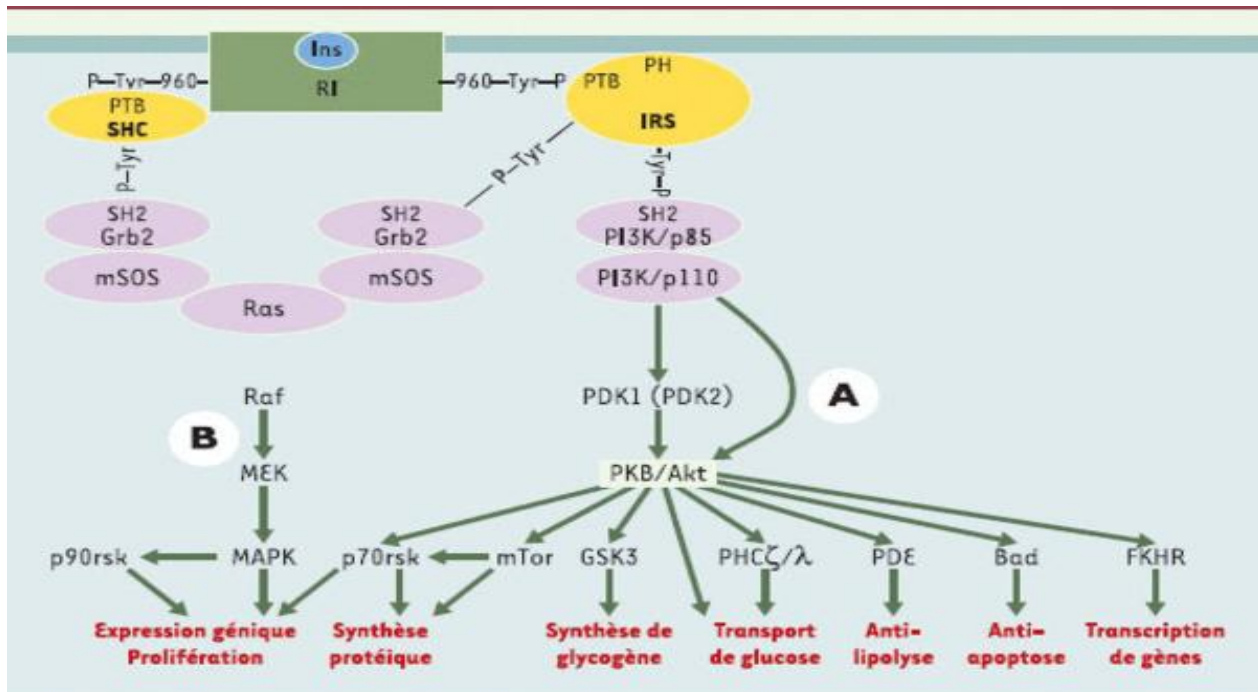 Ins
RI
P–Tyr–960–
–960–Tyr–P
PTB
PH
IRS
PTB
SHC
P–Tyr
P–Tyr
Tyr–P
SH2
Grb2
SH2
Grb2
SH2
PI3K/p85
mSOS
mSOS
PI3K/p110
Ras
Raf
PDK1 (PDK2)
A
B
MEK
PKB/Akt
p90rsk
MAPK
p70rsk
mTor
GSK3
PHCζ/λ
PDE
Bad
FKHR
Expression génique
Prolifération
Synthèse
protéique
Synthèse de
glycogène
Transport
de glucose
Anti-
lipolyse
Anti-
apoptose
Transcription
de gènes